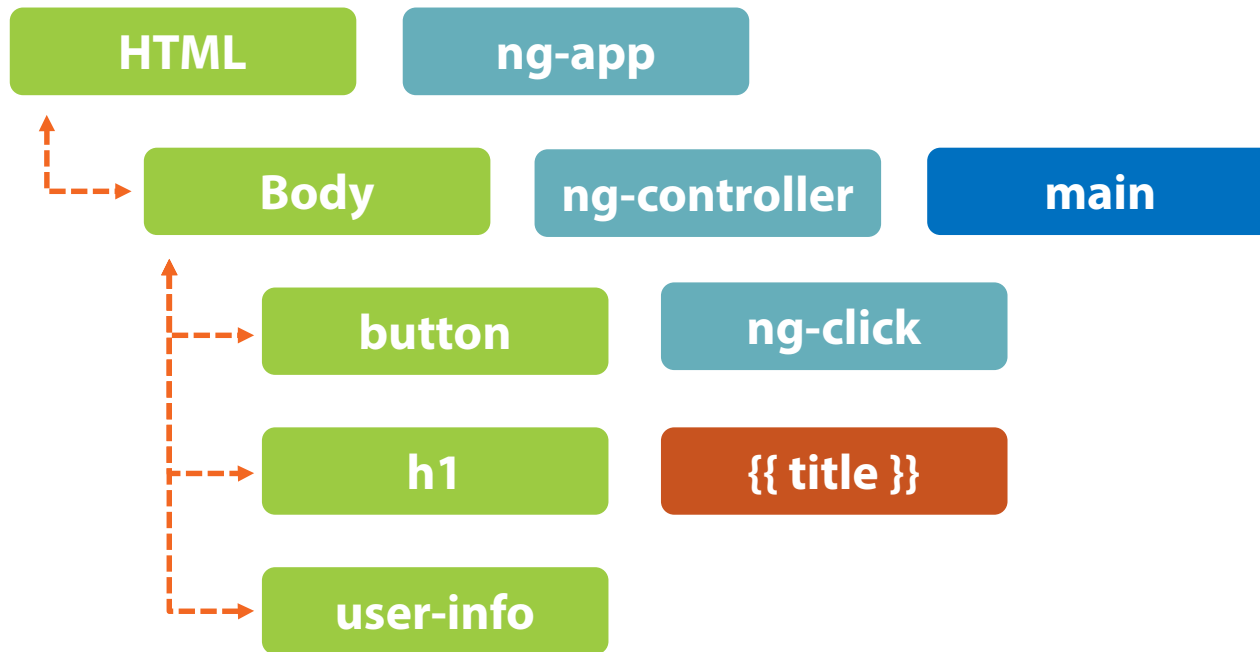 HTML ng-app
Body ng-controller main
button ng-click
h1 {{ title }}
user-info